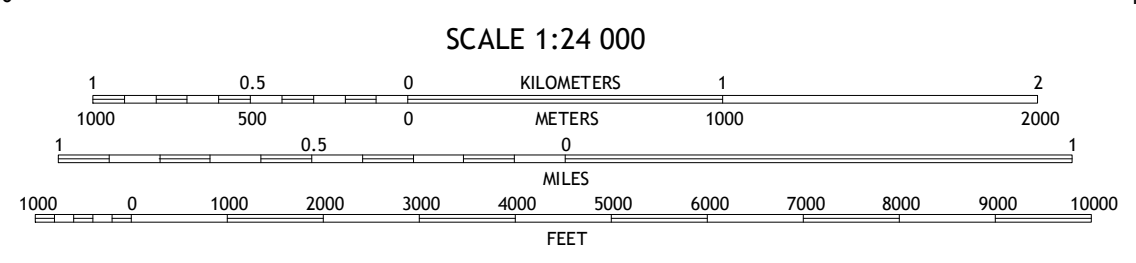 SCALE 1:24 000
1 0.5 0 KILOMETERS 1 2
1000 500 0 METERS 1000 2000
1 0.5 0 1
MILES
1000 0 1000 2000 3000 4000 5000 6000 7000 8000 9000 10000
FEET